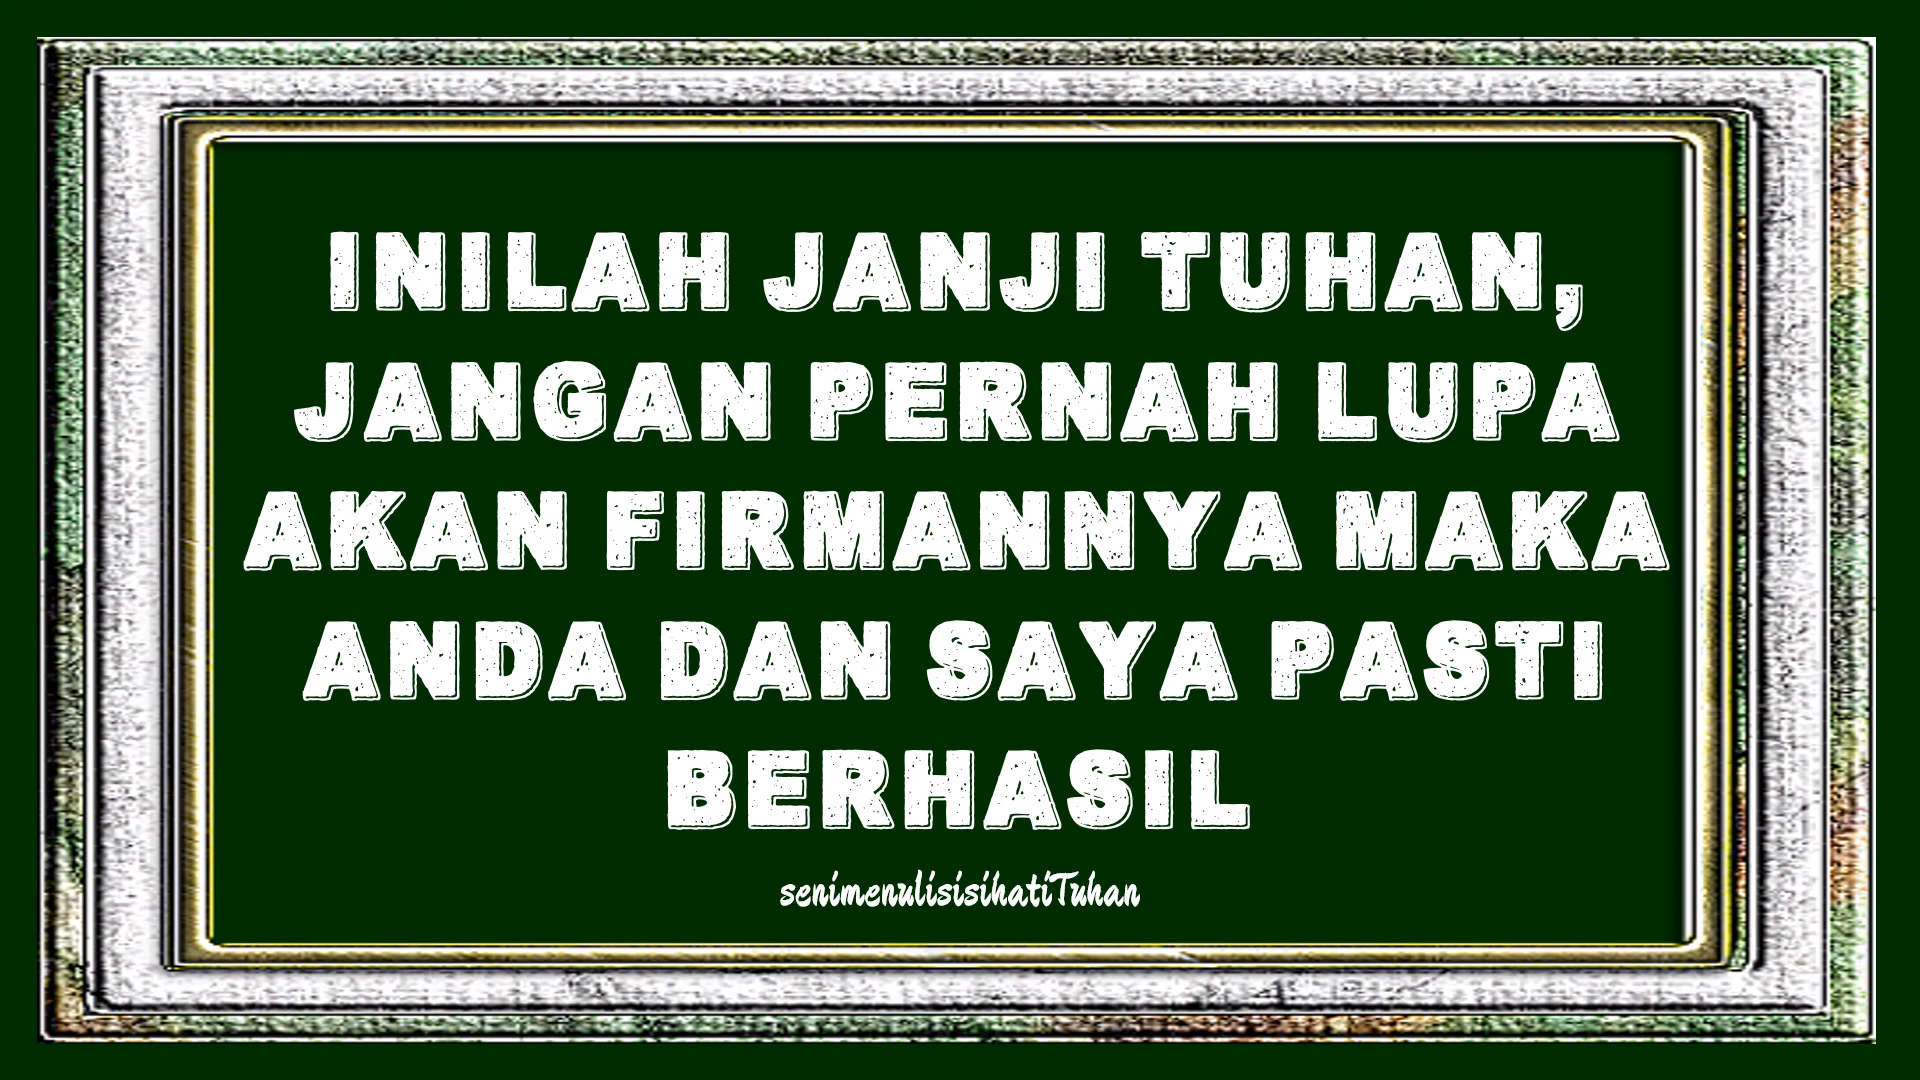 INILAH JANJI TUHAN,
JANGAN PERNAH LUPA
AKAN FIRMANNYA MAKA
ANDA DAN SAYA PASTI
BERHASIL
senimenulisisihatiTuhan